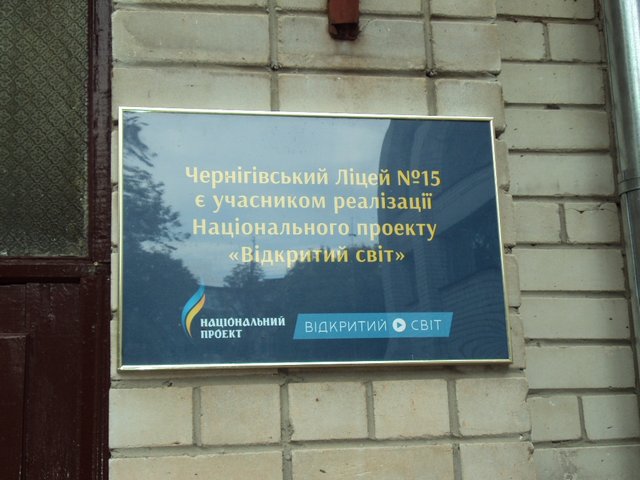 Чернігівський Ліцей №15
є учасником реалізації
Національного проекту
«Відкритий світ»
НАЦІОНАЛЬНИЙ
ПРОЕКТ
ВІДКРИТИЙ СВІТ